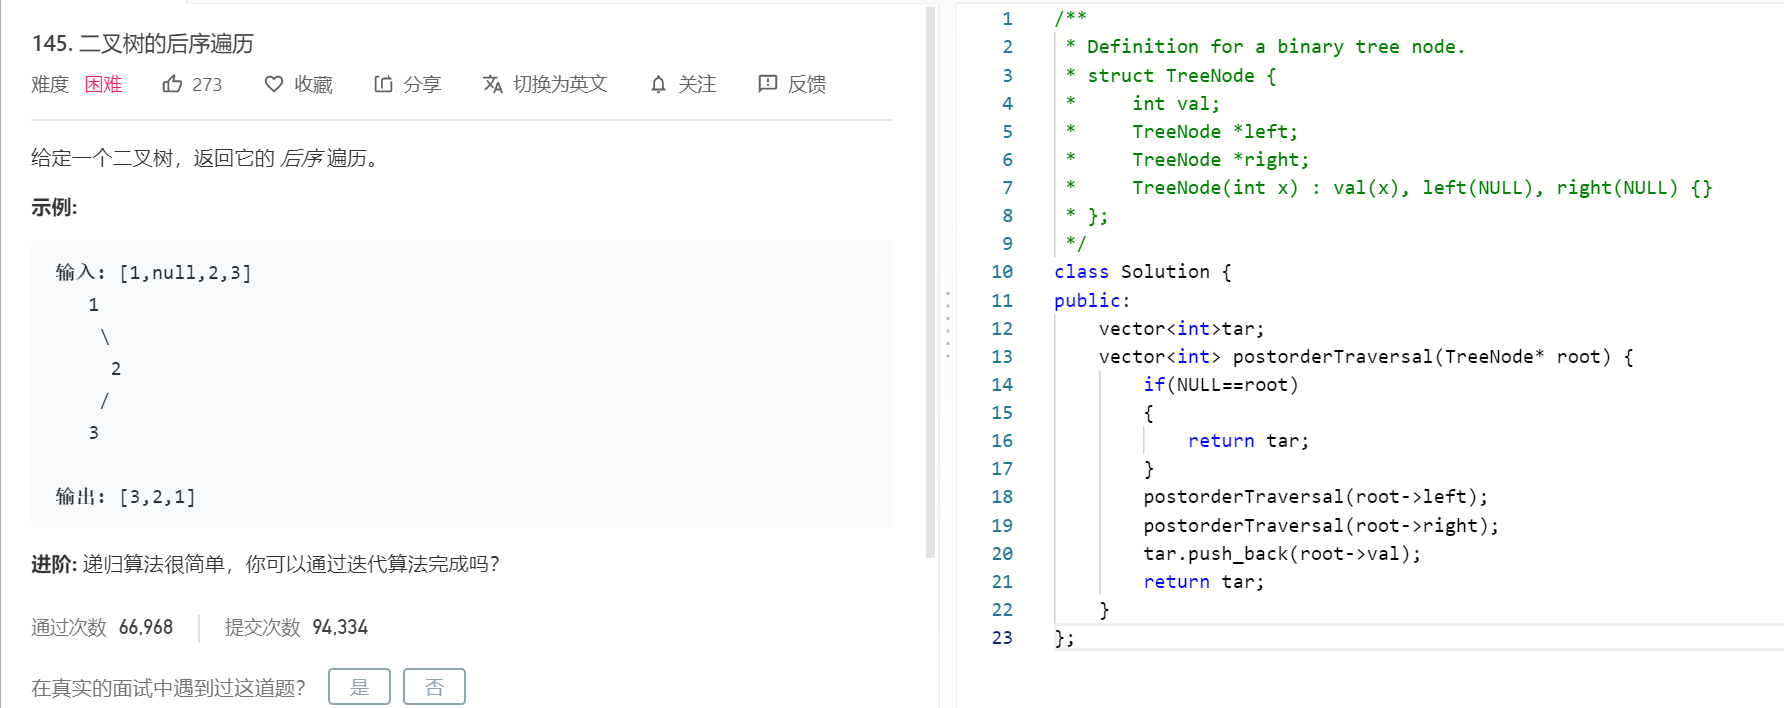 145. 二叉树的后序遍历
难度 困难 273 收藏 分享 切换为英文 关注 反馈
给定一个二叉树，返回它的 后序 遍历。
示例:
输入: [1,null,2,3]
1
\
2
/
3
输出: [3,2,1]
进阶: 递归算法很简单，你可以通过迭代算法完成吗？
通过次数 66,968 提交次数 94,334
在真实的面试中遇到过这道题？ 是 否
1 /**
2 * Definition for a binary tree node.
3 * struct TreeNode {
4 * int val;
5 * TreeNode *left;
6 * TreeNode *right;
7 * TreeNode(int x) : val(x), left(NULL), right(NULL) {}
8 * };
9 */
10 class Solution {
11 public:
12 vector<int>tar;
13 vector<int> postorderTraversal(TreeNode* root) {
14 if(NULL==root)
15 {
16 return tar;
17 }
18 postorderTraversal(root->left);
19 postorderTraversal(root->right);
20 tar.push_back(root->val);
21 return tar;
22 }
23 };